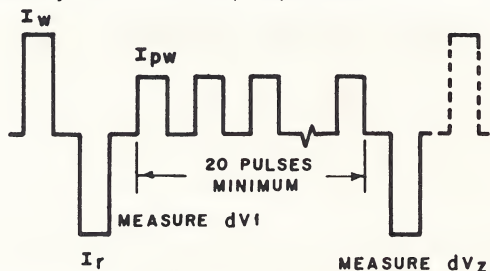 Iw
Ipw
20 PULSES
MINIMUM
MEASURE dV1
Ir
MEASURE dVz